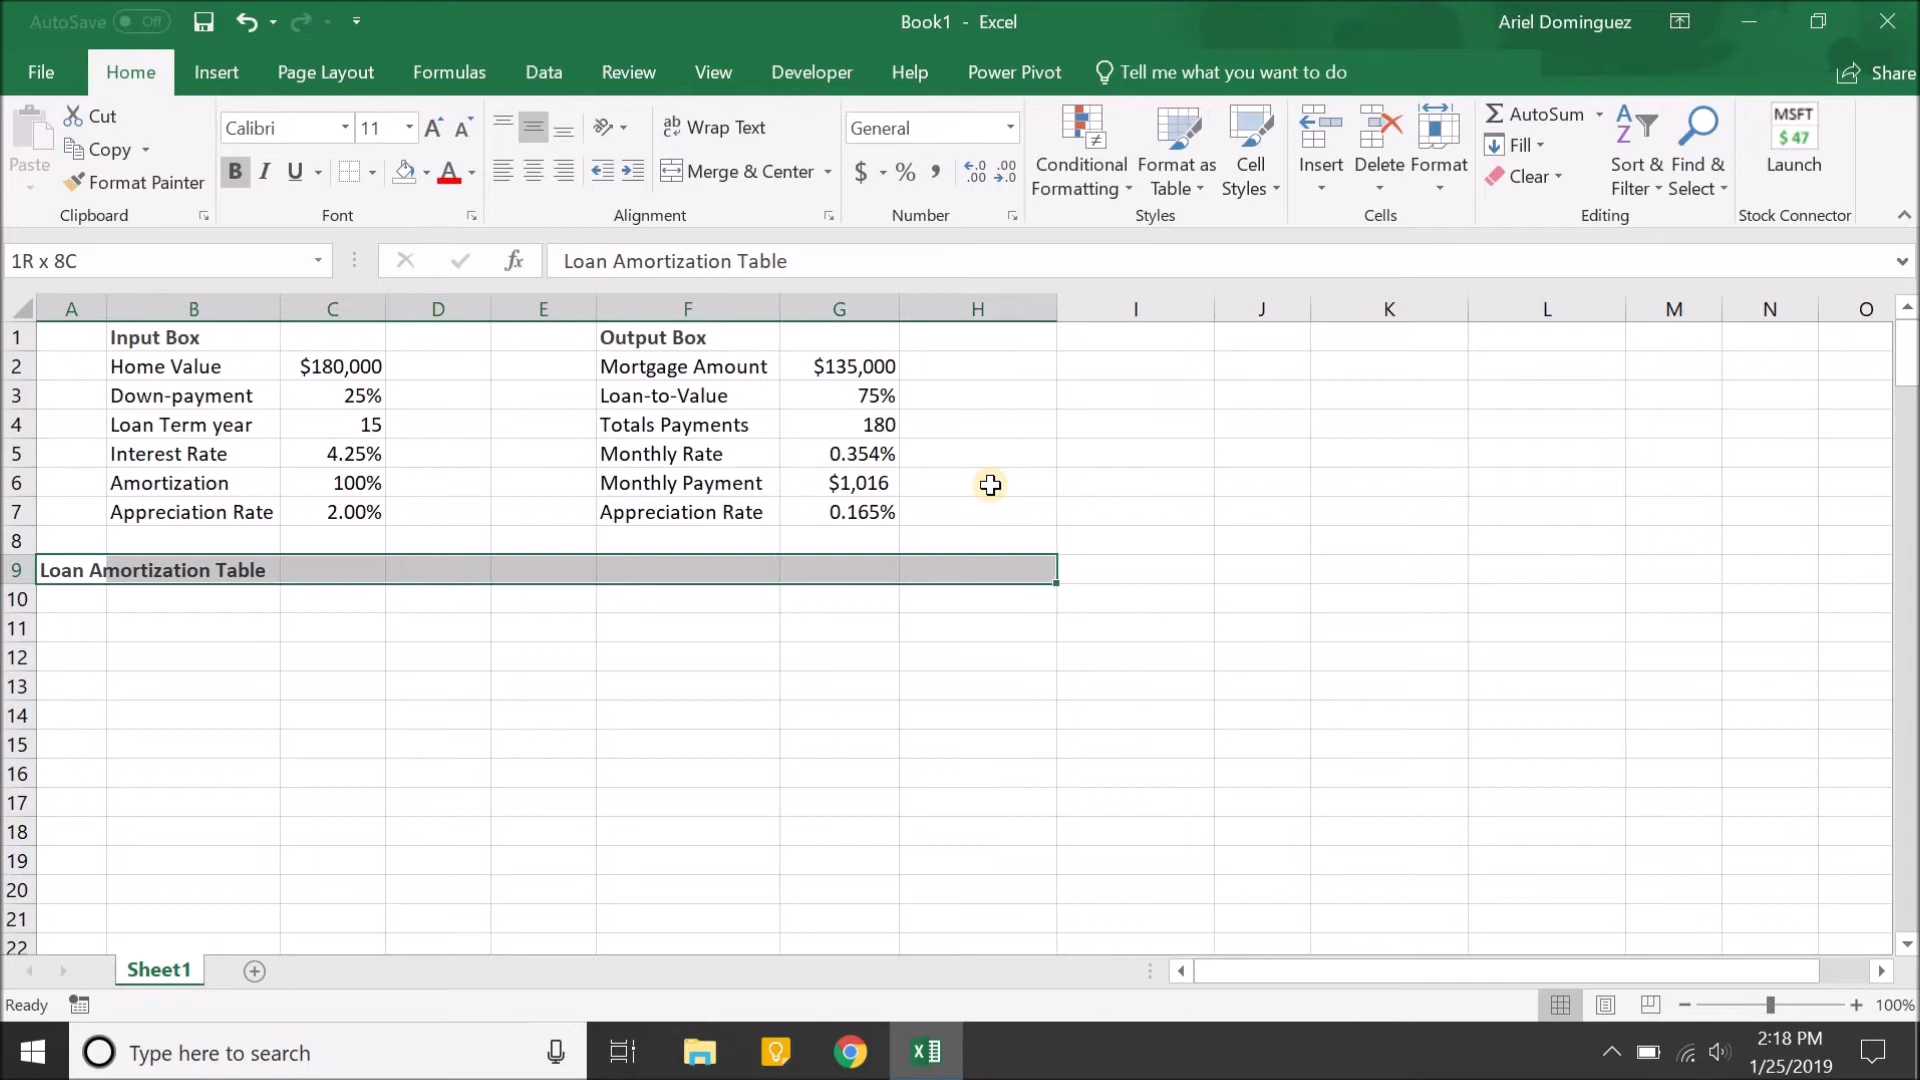 AutoSave Off
Book1 - Excel
Ariel Dominguez
File Home Insert Page Layout Formulas Data Review View Developer Help Power Pivot Tell me what you want to do Share
Paste
Cut
Copy
Format Painter
Clipboard
Calibri 11
B I U
Font
Wrap Text
Merge & Center
Alignment
General
$ % ,
Number
Conditional Formatting
Format as Table
Cell Styles
Styles
Insert
Delete
Format
Cells
AutoSum
Fill
Clear
Sort & Filter
Find & Select
Editing
MSFT
$ 47
Launch
Stock Connector
1R x 8C
fx
Loan Amortization Table
A B C D E F G H I J K L M N O
1 Input Box Output Box
2 Home Value $180,000 Mortgage Amount $135,000
3 Down-payment 25% Loan-to-Value 75%
4 Loan Term year 15 Totals Payments 180
5 Interest Rate 4.25% Monthly Rate 0.354%
6 Amortization 100% Monthly Payment $1,016
7 Appreciation Rate 2.00% Appreciation Rate 0.165%
8
9 Loan Amortization Table
10
11
12
13
14
15
16
17
18
19
20
21
22
Sheet1
Ready
100%
Type here to search
2:18 PM
1/25/2019